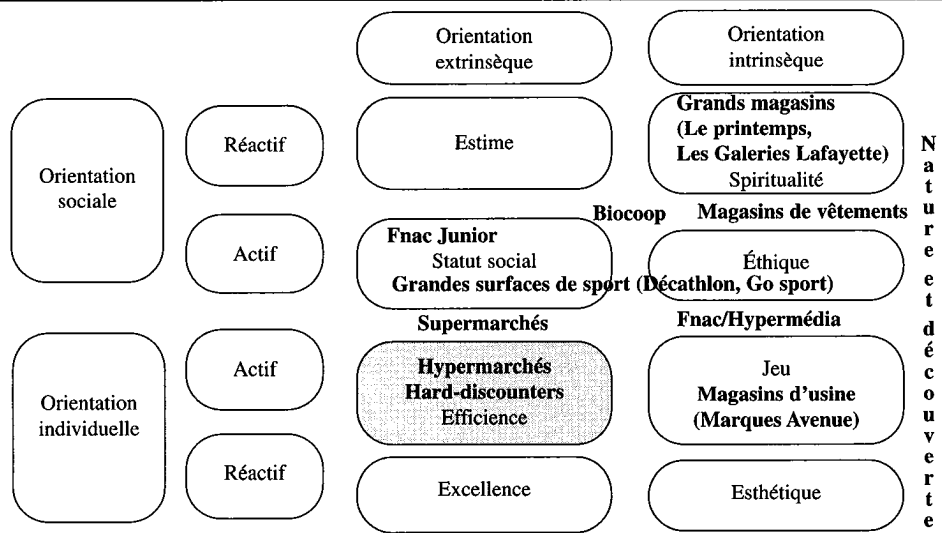 Orientation
extrinsèque
Orientation
intrinsèque
Orientation
sociale
Réactif
Estime
Grands magasins
(Le printemps,
Les Galeries Lafayette)
Spiritualité
Biocoop
Magasins de vêtements
Actif
Fnac Junior
Statut social
Éthique
Grandes surfaces de sport (Décathlon, Go sport)
Supermarchés
Fnac/Hypermédia
Orientation
individuelle
Actif
Hypermarchés
Hard-discounters
Efficience
Jeu
Magasins d'usine
(Marques Avenue)
Réactif
Excellence
Esthétique
Nature et découverte